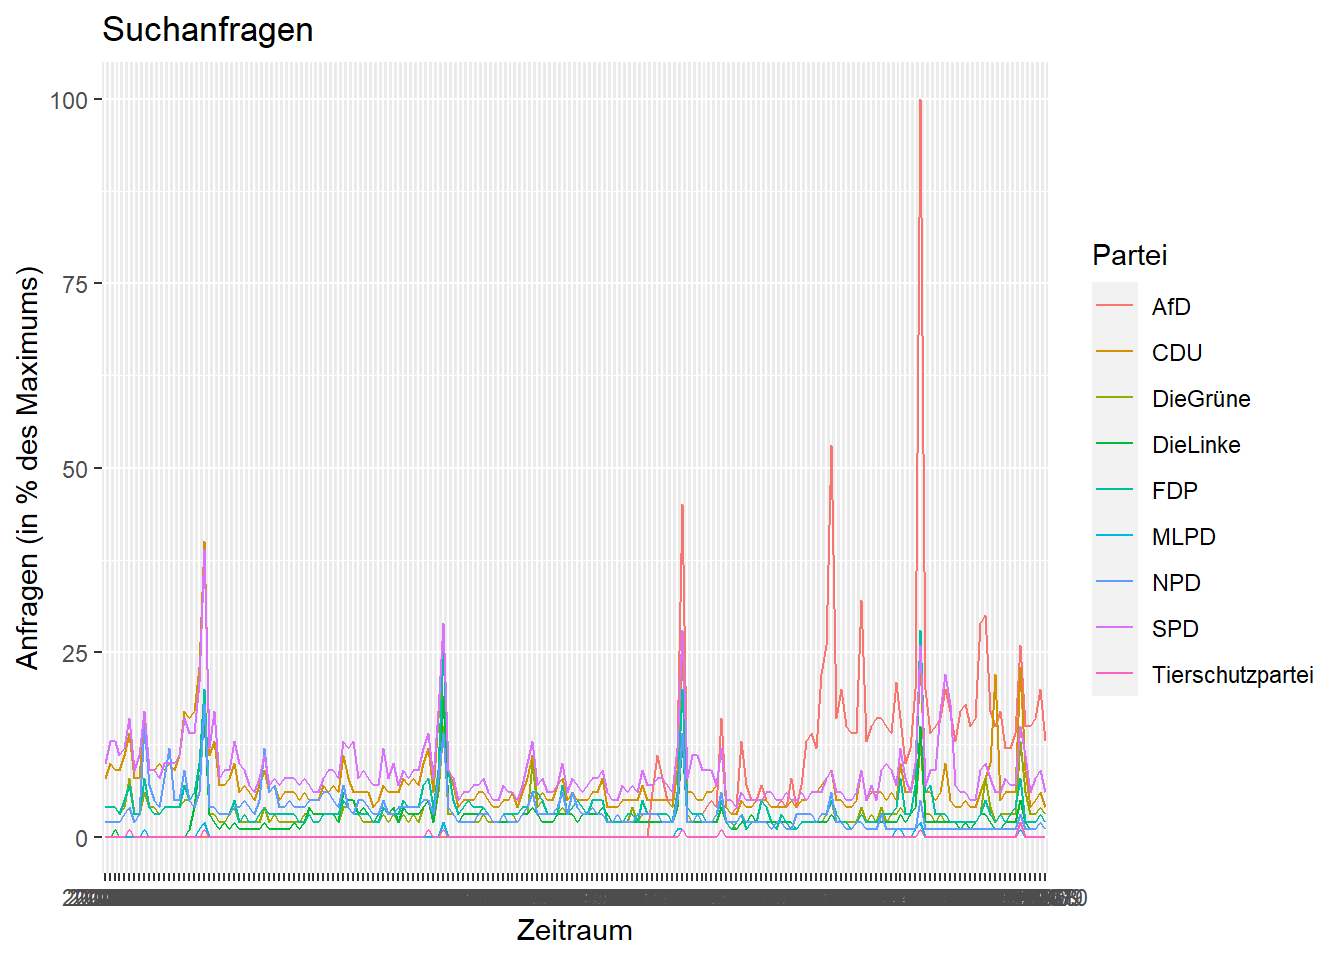 Suchanfragen
100
75
50
25
0
Anfragen (in % des Maximums)
Zeitraum
Partei
AfD
CDU
DieGrüne
DieLinke
FDP
MLPD
NPD
SPD
Tierschutzpartei